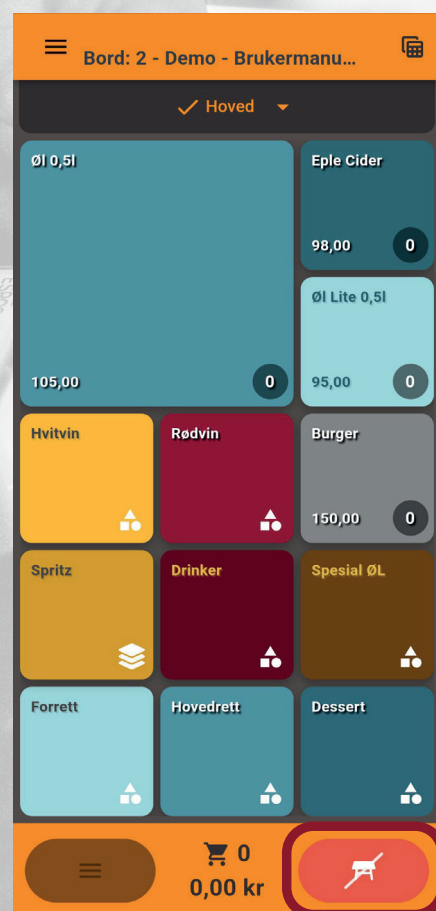 Bord: 2 - Demo - Brukermanu...
Hoved
Øl 0,5l
105,00
0
Eple Cider
98,00
0
Øl Lite 0,5l
95,00
0
Hvitvin
Rødvin
Burger
150,00
0
Spritz
Drinker
Spesial ØL
Forrett
Hovedrett
Dessert
0
0,00 kr